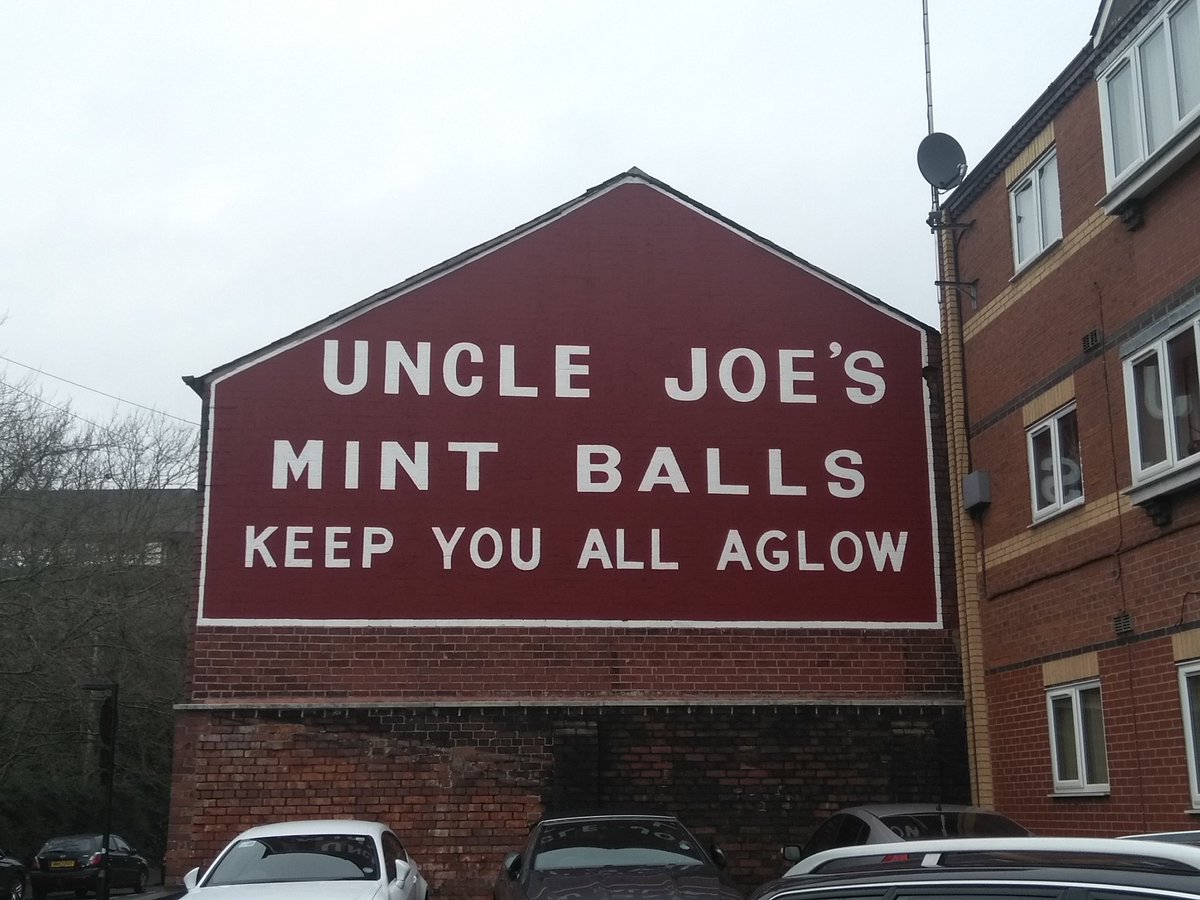 UNCLE JOE'S
MINT BALLS
KEEP YOU ALL AGLOW